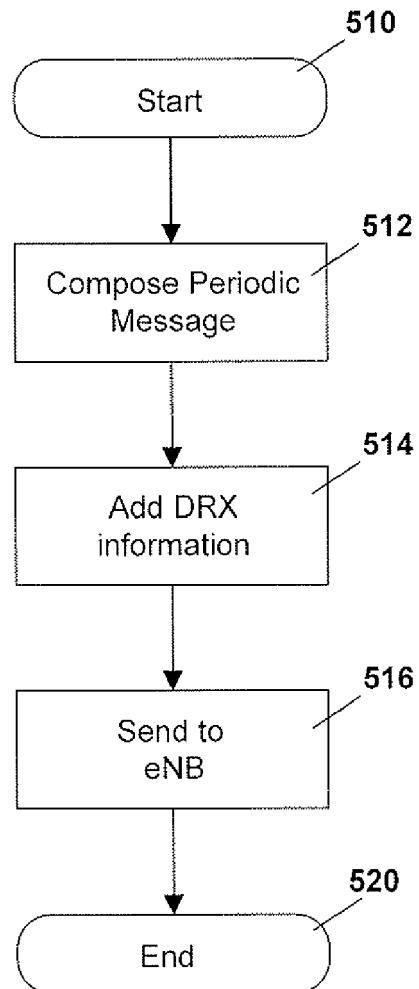 510
Start
512
Compose Periodic
Message
514
Add DRX
information
516
Send to
eNB
520
End